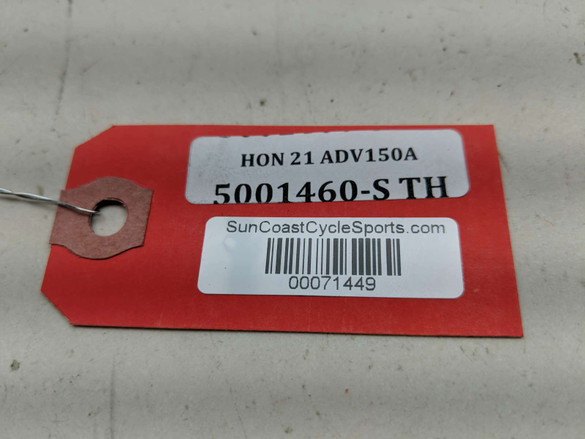 HON 21 ADV150A
5001460-S TH
SunCoastCycleSports.com
00071449